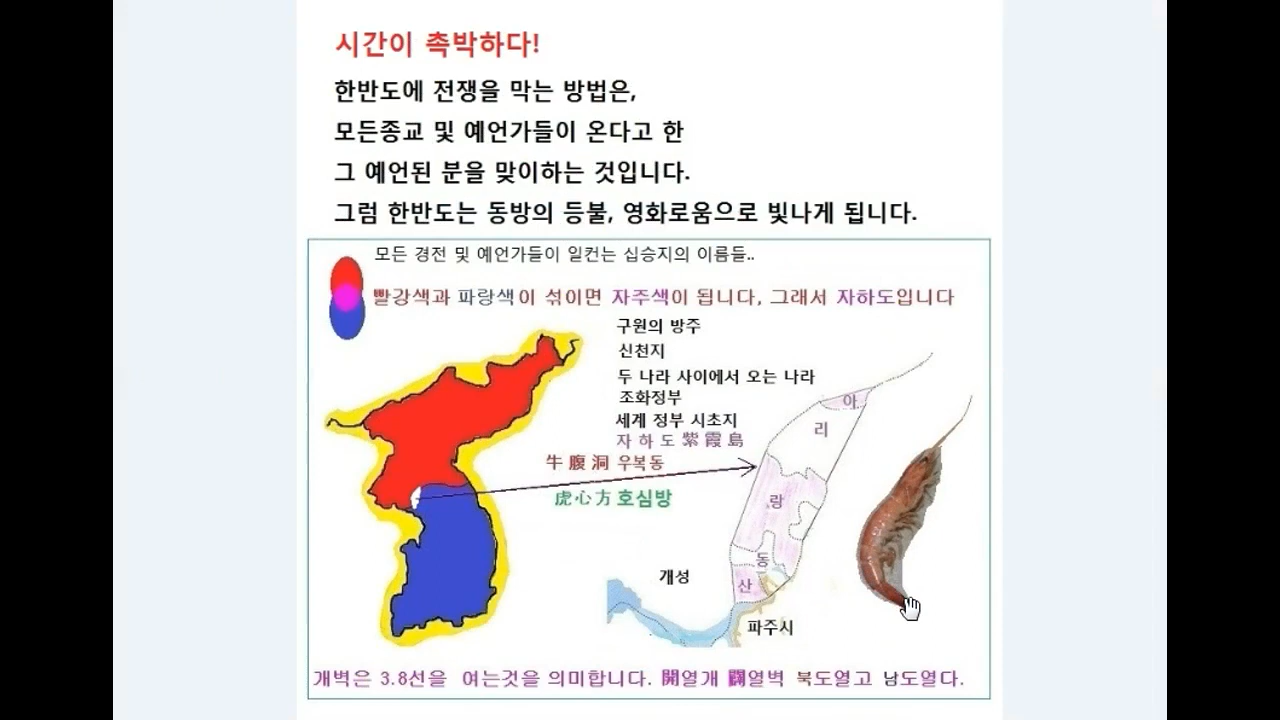 시간이 촉박하다!
한반도에 전쟁을 막는 방법은,
모든종교 및 예언가들이 온다고 한
그 예언된 분을 맞이하는 것입니다.
그럼 한반도는 동방의 등불, 영화로움으로 빛나게 됩니다.
모든 경전 및 예언가들이 일컫는 십승지의 이름들..
빨강색과 파랑색이 섞이면 자주색이 됩니다, 그래서 자하도입니다
구원의 방주
신천지
두 나라 사이에서 오는 나라
조화정부
세계 정부 시초지
자 하 도 紫 霞 島
牛 腹 洞 우복동
虎心方 호심방
아
리
랑
동
산
개성
파주시
개벽은 3.8선을 여는것을 의미합니다. 開열개 闢열벽 북도열고 남도열다.